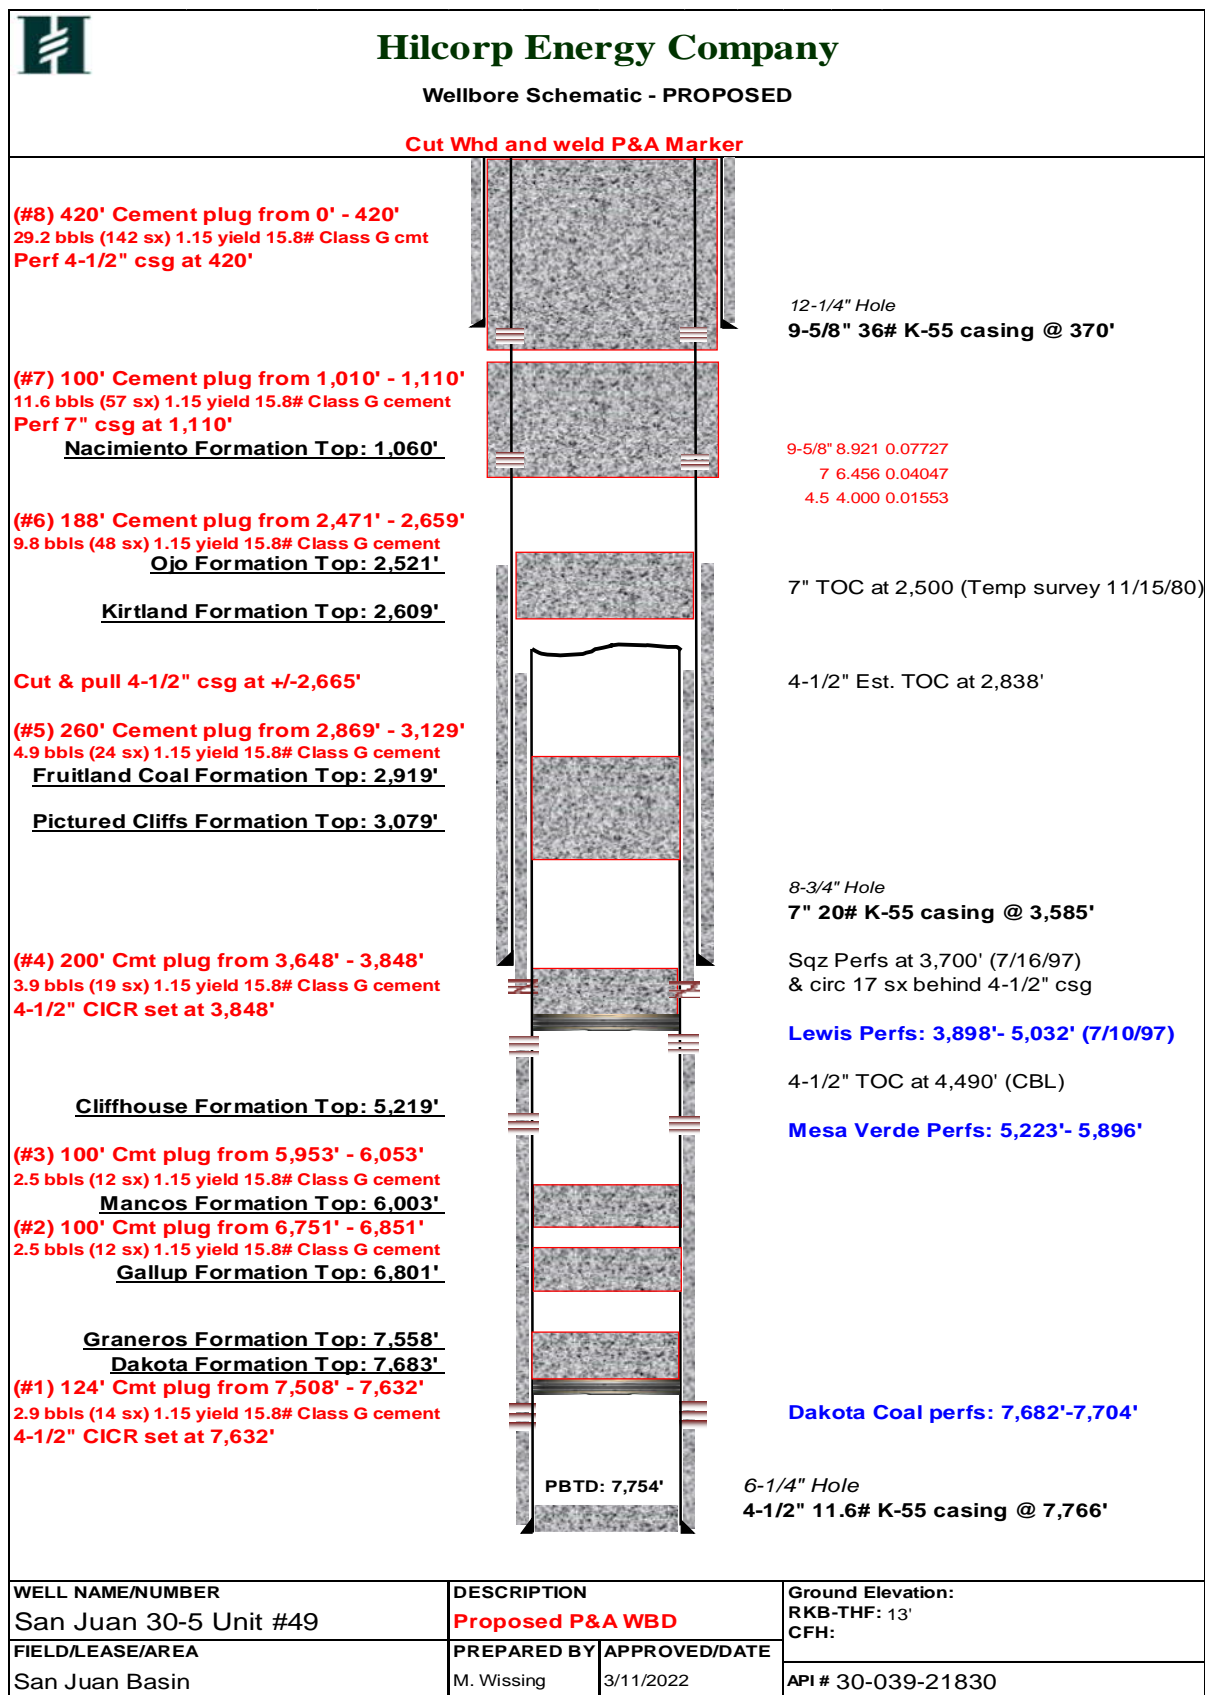 Hilcorp Energy Company
Wellbore Schematic - PROPOSED
Cut Whd and weld P&A Marker
(#8) 420' Cement plug from 0' - 420'
29.2 bbls (142 sx) 1.15 yield 15.8# Class G cmt
Perf 4-1/2" csg at 420'
12-1/4" Hole
9-5/8" 36# K-55 casing @ 370'
(#7) 100' Cement plug from 1,010' - 1,110'
11.6 bbls (57 sx) 1.15 yield 15.8# Class G cement
Perf 7" csg at 1,110'
Nacimiento Formation Top: 1,060'
9-5/8" 8.921 0.07727
7 6.456 0.04047
4.5 4.000 0.01553
(#6) 188' Cement plug from 2,471' - 2,659'
9.8 bbls (48 sx) 1.15 yield 15.8# Class G cement
Ojo Formation Top: 2,521'
7" TOC at 2,500 (Temp survey 11/15/80)
Kirtland Formation Top: 2,609'
Cut & pull 4-1/2" csg at +/-2,665'
4-1/2" Est. TOC at 2,838'
(#5) 260' Cement plug from 2,869' - 3,129'
4.9 bbls (24 sx) 1.15 yield 15.8# Class G cement
Fruitland Coal Formation Top: 2,919'
Pictured Cliffs Formation Top: 3,079'
8-3/4" Hole
7" 20# K-55 casing @ 3,585'
(#4) 200' Cmt plug from 3,648' - 3,848'
3.9 bbls (19 sx) 1.15 yield 15.8# Class G cement
4-1/2" CICR set at 3,848'
Sqz Perfs at 3,700' (7/16/97)
& circ 17 sx behind 4-1/2" csg
Lewis Perfs: 3,898'- 5,032' (7/10/97)
4-1/2" TOC at 4,490' (CBL)
Cliffhouse Formation Top: 5,219'
Mesa Verde Perfs: 5,223'- 5,896'
(#3) 100' Cmt plug from 5,953' - 6,053'
2.5 bbls (12 sx) 1.15 yield 15.8# Class G cement
Mancos Formation Top: 6,003'
(#2) 100' Cmt plug from 6,751' - 6,851'
2.5 bbls (12 sx) 1.15 yield 15.8# Class G cement
Gallup Formation Top: 6,801'
Graneros Formation Top: 7,558'
Dakota Formation Top: 7,683'
(#1) 124' Cmt plug from 7,508' - 7,632'
2.9 bbls (14 sx) 1.15 yield 15.8# Class G cement
4-1/2" CICR set at 7,632'
Dakota Coal perfs: 7,682'-7,704'
PBTD: 7,754'
6-1/4" Hole
4-1/2" 11.6# K-55 casing @ 7,766'
WELL NAME/NUMBER
San Juan 30-5 Unit #49
DESCRIPTION
Proposed P&A WBD
Ground Elevation:
RKB-THF: 13'
CFH:
FIELD/LEASE/AREA
San Juan Basin
PREPARED BY
M. Wissing
APPROVED/DATE
3/11/2022
API # 30-039-21830